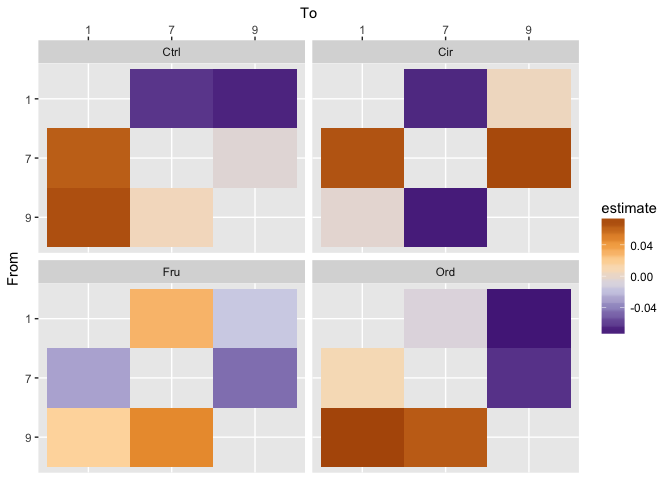 To
1 7 9 1 7 9
Ctrl Cir
1
7
9
From
Fru Ord
1
7
9
estimate
0.04
0.00
-0.04